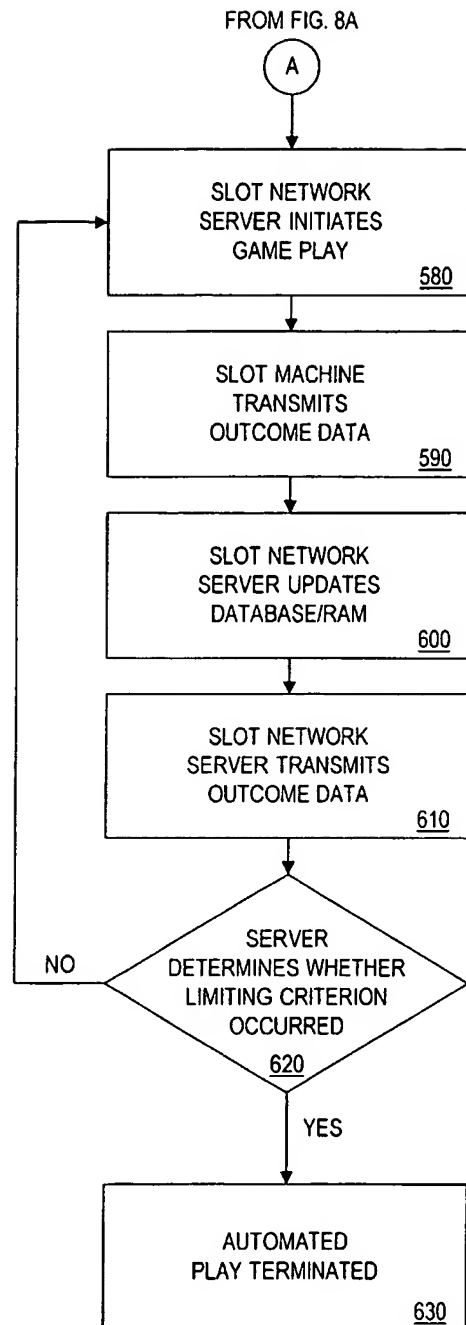 FROM FIG. 8A
A
SLOT NETWORK
SERVER INITIATES
GAME PLAY
580
SLOT MACHINE
TRANSMITS
OUTCOME DATA
590
SLOT NETWORK
SERVER UPDATES
DATABASE/RAM
600
SLOT NETWORK
SERVER TRANSMITS
OUTCOME DATA
610
SERVER
DETERMINES WHETHER
LIMITING CRITERION
OCCURRED
620
NO
YES
AUTOMATED
PLAY TERMINATED
630